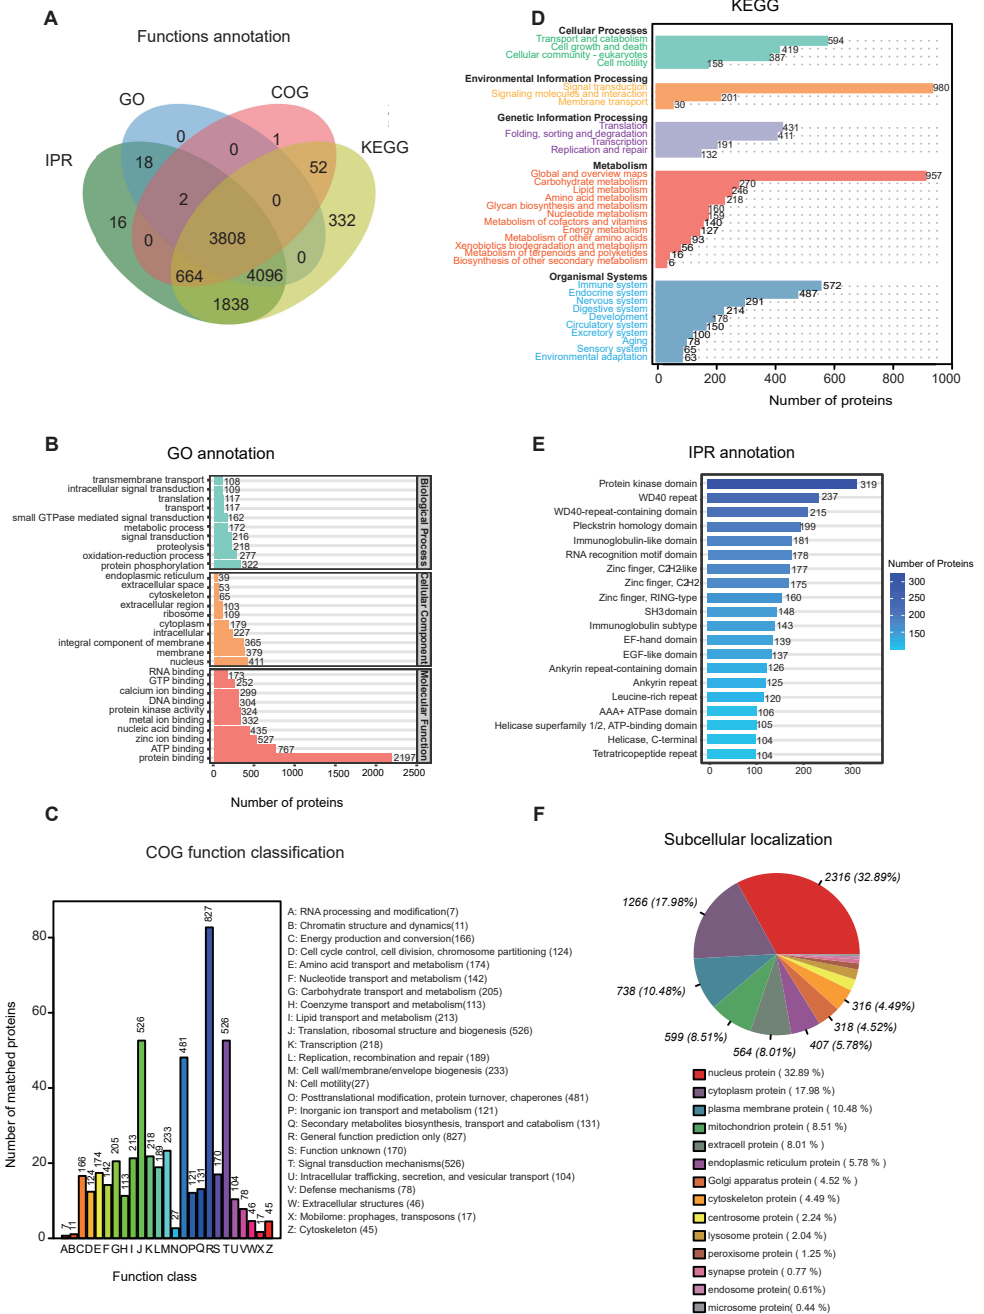 A
Functions annotation
GO
COG
IPR
KEGG
0
1
18
0
52
2
0
16
332
0
3808
0
664
4096
1838
D
KEGG
Cellular Processes
Transport and catabolism 594
Cell growth and death 419
Cellular community - eukaryotes 387
Cell motility 158
Environmental Information Processing
Signal transduction 980
Signaling molecules and interaction 201
Membrane transport 30
Genetic Information Processing
Translation 431
Folding, sorting and degradation 411
Transcription 191
Replication and repair 132
Metabolism
Global and overview maps 957
Carbohydrate metabolism 270
Lipid metabolism 246
Amino acid metabolism 218
Glycan biosynthesis and metabolism 160
Nucleotide metabolism 159
Metabolism of cofactors and vitamins 140
Energy metabolism 127
Metabolism of other amino acids 93
Xenobiotics biodegradation and metabolism 56
Metabolism of terpenoids and polyketides 16
Biosynthesis of other secondary metabolism 6
Organismal Systems
Immune system 572
Endocrine system 487
Nervous system 291
Digestive system 214
Development 178
Circulatory system 150
Excretory system 100
Aging 78
Sensory system 65
Environmental adaptation 63
0 200 400 600 800 1000
Number of proteins
B
GO annotation
transmembrane transport 108
intracellular signal transduction 109
translation 117
transport 117
small GTPase mediated signal transduction 162
metabolic process 172
signal transduction 216
proteolysis 218
oxidation-reduction process 277
protein phosphorylation 322
Biological Process
endoplasmic reticulum 39
extracellular space 53
cytoskeleton 65
extracellular region 103
ribosome 109
cytoplasm 179
intracellular 227
integral component of membrane 365
membrane 379
nucleus 411
Cellular Component
RNA binding 173
GTP binding 252
calcium ion binding 299
DNA binding 304
protein kinase activity 324
metal ion binding 332
nucleic acid binding 435
zinc ion binding 527
ATP binding 767
protein binding 2197
Molecular Function
0 500 1000 1500 2000 2500
Number of proteins
E
IPR annotation
Protein kinase domain 319
WD40 repeat 237
WD40-repeat-containing domain 215
Pleckstrin homology domain 199
Immunoglobulin-like domain 181
RNA recognition motif domain 178
Zinc finger, C2H2-like 177
Zinc finger, C2H2 175
Zinc finger, RING-type 160
SH3domain 148
Immunoglobulin subtype 143
EF-hand domain 139
EGF-like domain 137
Ankyrin repeat-containing domain 126
Ankyrin repeat 125
Leucine-rich repeat 120
AAA+ ATPase domain 106
Helicase superfamily 1/2, ATP-binding domain 105
Helicase, C-terminal 104
Tetratricopeptide repeat 104
0 100 200 300
Number of Proteins
300
250
200
150
C
COG function classification
Number of matched proteins
80
60
40
20
0
7 11 166 124 174 142 205 113 213 526 218 189 233 27 481 121 131 827 170 526 104 78 46 17 45
A B C D E F G H I J K L M N O P Q R S T U V W X Z
Function class
A: RNA processing and modification(7)
B: Chromatin structure and dynamics(11)
C: Energy production and conversion(166)
D: Cell cycle control, cell division, chromosome partitioning (124)
E: Amino acid transport and metabolism (174)
F: Nucleotide transport and metabolism (142)
G: Carbohydrate transport and metabolism (205)
H: Coenzyme transport and metabolism(113)
I: Lipid transport and metabolism (213)
J: Translation, ribosomal structure and biogenesis (526)
K: Transcription (218)
L: Replication, recombination and repair (189)
M: Cell wall/membrane/envelope biogenesis (233)
N: Cell motility(27)
O: Posttranslational modification, protein turnover, chaperones (481)
P: Inorganic ion transport and metabolism (121)
Q: Secondary metabolites biosynthesis, transport and catabolism (131)
R: General function prediction only (827)
S: Function unknown (170)
T: Signal transduction mechanisms(526)
U: Intracellular trafficking, secretion, and vesicular transport (104)
V: Defense mechanisms (78)
W: Extracellular structures (46)
X: Mobilome: prophages, transposons (17)
Z: Cytoskeleton (45)
F
Subcellular localization
2316 (32.89%)
1266 (17.98%)
738 (10.48%)
599 (8.51%)
564 (8.01%)
407 (5.78%)
318 (4.52%)
316 (4.49%)
nucleus protein ( 32.89 %)
cytoplasm protein ( 17.98 %)
plasma membrane protein ( 10.48 %)
mitochondrion protein ( 8.51 %)
extracell protein ( 8.01 %)
endoplasmic reticulum protein ( 5.78 % )
Golgi apparatus protein ( 4.52 % )
cytoskeleton protein ( 4.49 %)
centrosome protein ( 2.24 %)
lysosome protein ( 2.04 %)
peroxisome protein ( 1.25 %)
synapse protein ( 0.77 %)
endosome protein ( 0.61%)
microsome protein( 0.44 %)